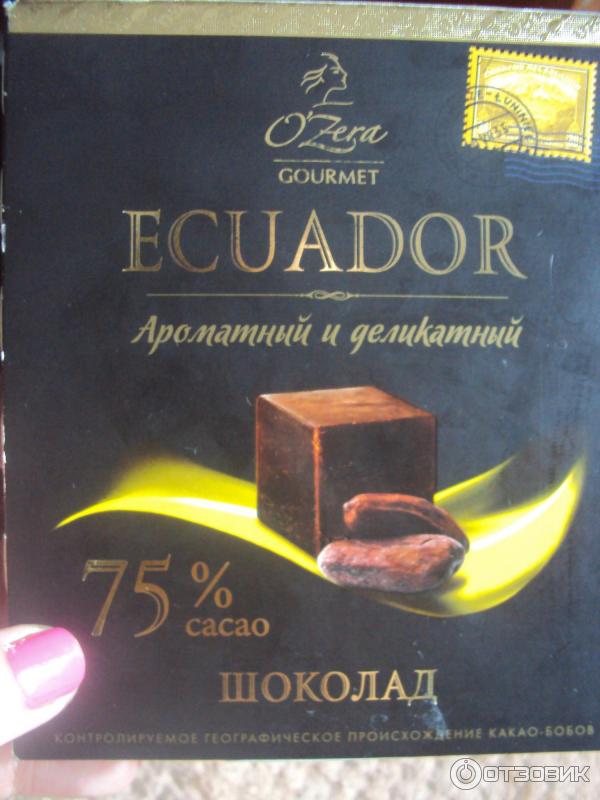 O'Zera
GOURMET
ECUADOR
Ароматный и деликатный
75%
cacao
ШОКОЛАД
КОНТРОЛИРУЕМОЕ ГЕОГРАФИЧЕСКОЕ ПРОИСХОЖДЕНИЕ КАКАО-БОБОВ
ОТЗОВИК